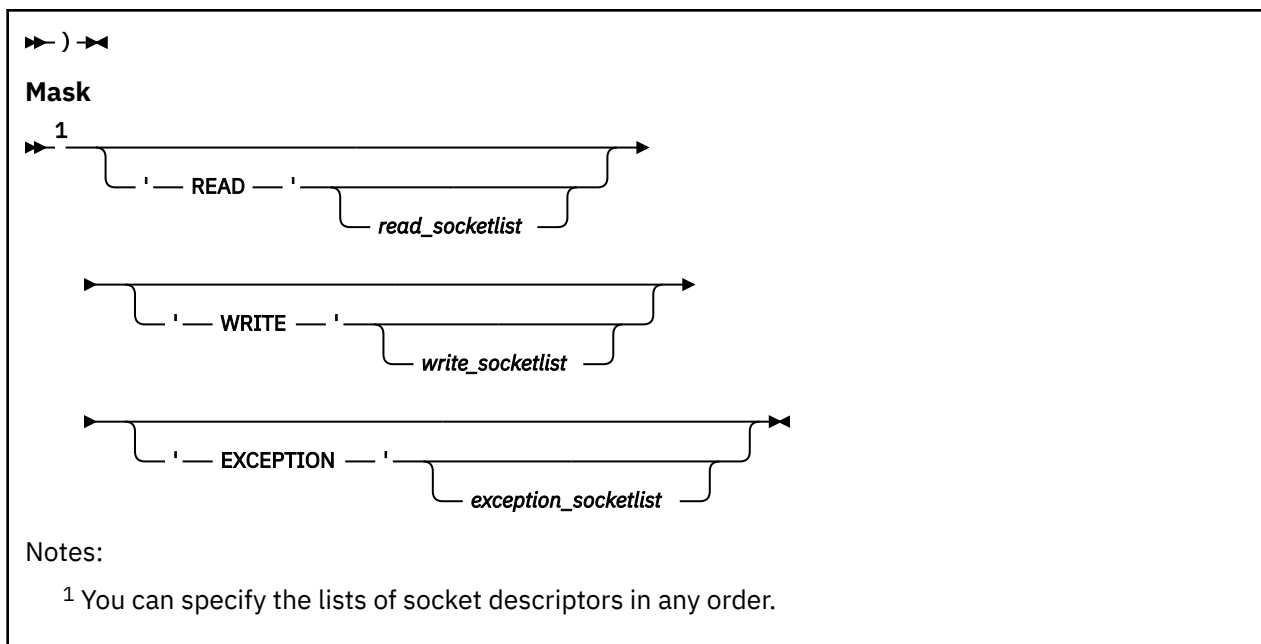 )
Mask
1
' READ '
read_socketlist
' WRITE '
write_socketlist
' EXCEPTION '
exception_socketlist
Notes:
1 You can specify the lists of socket descriptors in any order.